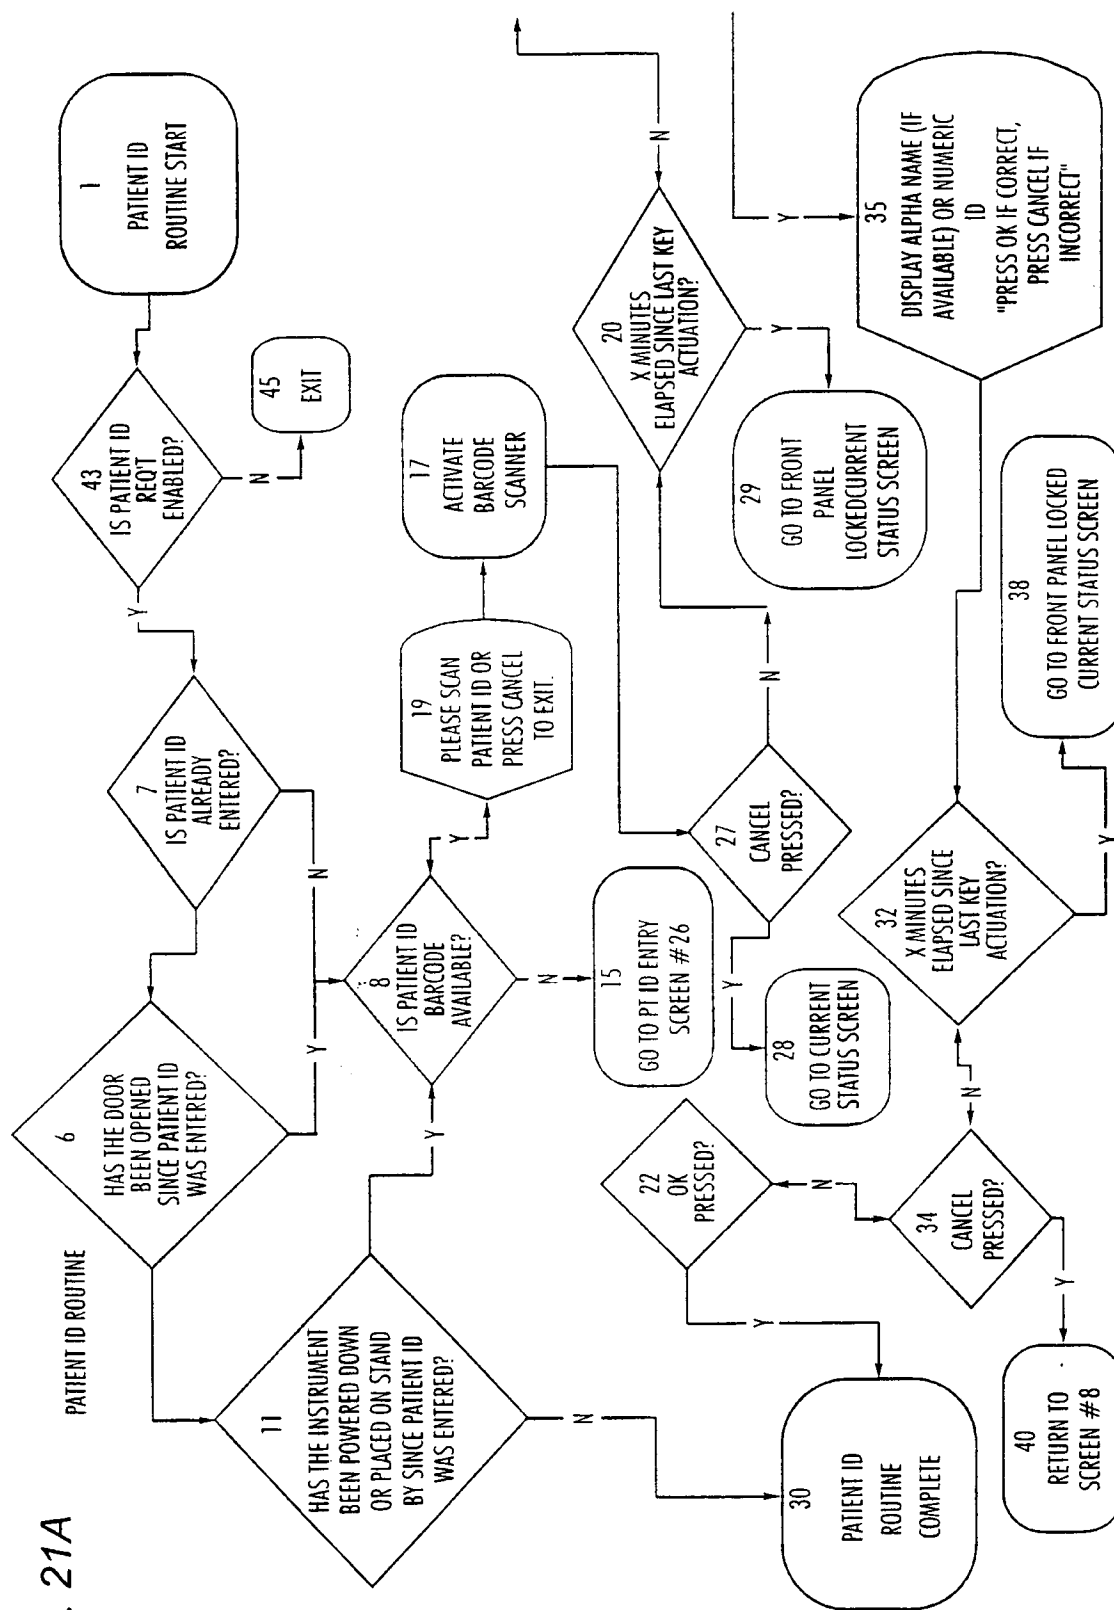 . 21A
PATIENT ID ROUTINE
1
PATIENT ID
ROUTINE START
43
IS PATIENT ID
REQ'T
ENABLED?
N
45
EXIT
Y
7
IS PATIENT ID
ALREADY
ENTERED?
N
6
HAS THE DOOR
BEEN OPENED
SINCE PATIENT ID
WAS ENTERED?
Y
11
HAS THE INSTRUMENT
BEEN POWERED DOWN
OR PLACED ON STAND
BY SINCE PATIENT ID
WAS ENTERED?
Y
N
8
IS PATIENT ID
BARCODE
AVAILABLE?
Y
N
19
PLEASE SCAN
PATIENT ID OR
PRESS CANCEL
TO EXIT.
17
ACTIVATE
BARCODE
SCANNER
15
GO TO PT ID ENTRY
SCREEN #26
27
CANCEL
PRESSED?
Y
N
28
GO TO CURRENT
STATUS SCREEN
20
X MINUTES
ELAPSED SINCE LAST KEY
ACTUATION?
N
Y
29
GO TO FRONT
PANEL
LOCKEDCURRENT
STATUS SCREEN
Y
35
DISPLAY ALPHA NAME (IF
AVAILABLE) OR NUMERIC
ID
"PRESS OK IF CORRECT,
PRESS CANCEL IF
INCORRECT"
32
X MINUTES
ELAPSED SINCE
LAST KEY
ACTUATION?
Y
N
38
GO TO FRONT PANEL LOCKED
CURRENT STATUS SCREEN
34
CANCEL
PRESSED?
N
Y
22
OK
PRESSED?
Y
30
PATIENT ID
ROUTINE
COMPLETE
40
RETURN TO
SCREEN #8